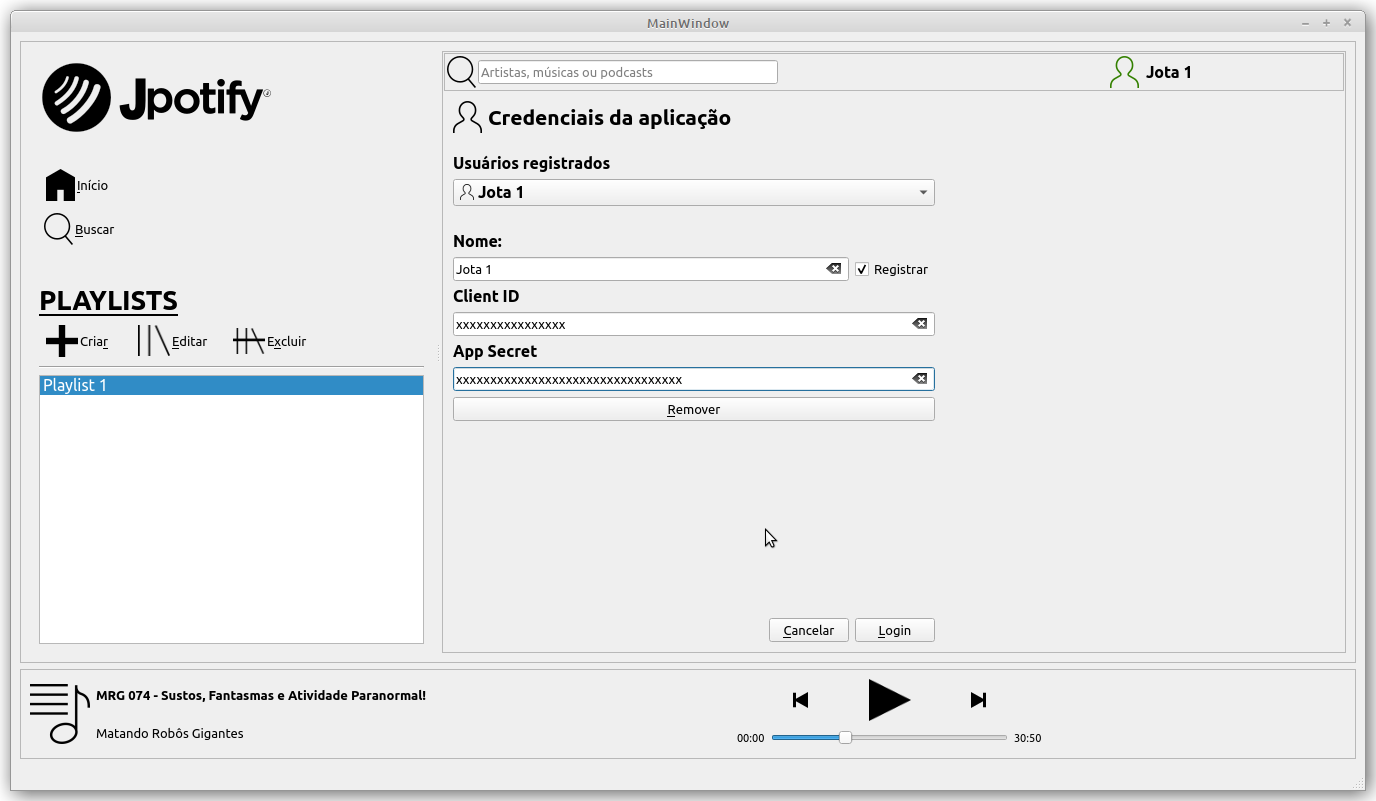 MainWindow
Jpotify
Início
Buscar
PLAYLISTS
Criar
Editar
Excluir
Playlist 1
Artistas, músicas ou podcasts
Jota 1
Credenciais da aplicação
Usuários registrados
Jota 1
Nome:
Jota 1
Registrar
Client ID
xxxxxxxxxxxxxxxx
App Secret
xxxxxxxxxxxxxxxxxxxxxxxxxxxxxxxxx
Remover
Cancelar
Login
MRG 074 - Sustos, Fantasmas e Atividade Paranormal!
Matando Robôs Gigantes
00:00
30:50